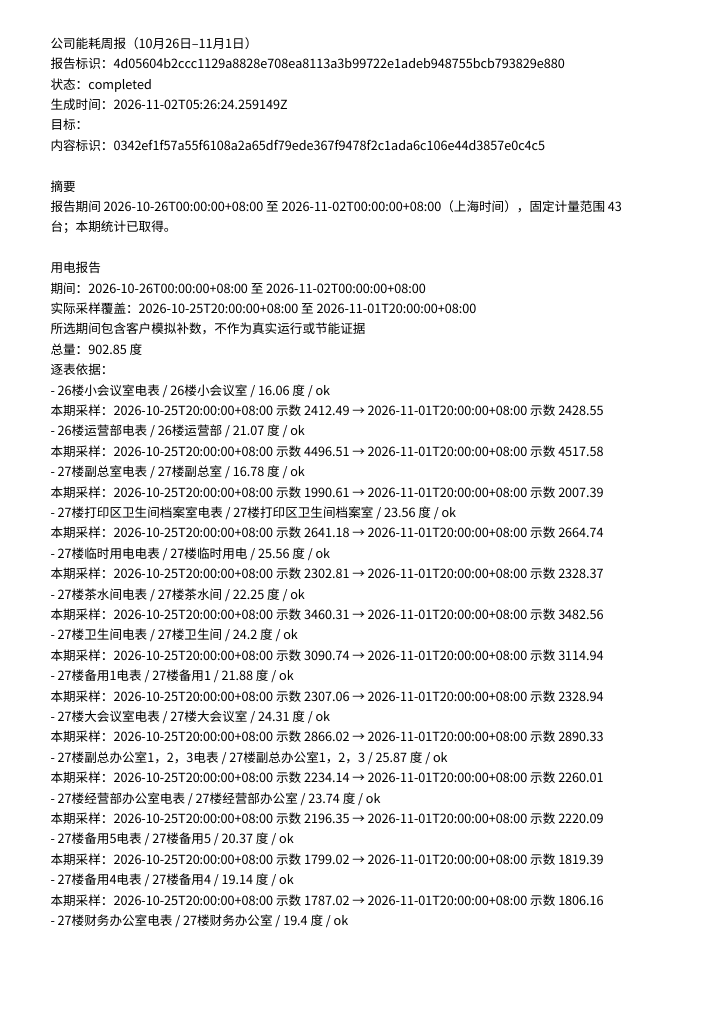 公司能耗周报（10月26日–11月1日）
报告标识：4d05604b2ccc1129a8828e708ea8113a3b99722e1adeb948755bcb793829e880
状态：completed
生成时间：2026-11-02T05:26:24.259149Z
目标：
内容标识：0342ef1f57a55f6108a2a65df79ede367f9478f2c1ada6c106e44d3857e0c4c5
摘要
报告期间 2026-10-26T00:00:00+08:00 至 2026-11-02T00:00:00+08:00（上海时间），固定计量范围 43
台；本期统计已取得。
用电报告
期间：2026-10-26T00:00:00+08:00 至 2026-11-02T00:00:00+08:00
实际采样覆盖：2026-10-25T20:00:00+08:00 至 2026-11-01T20:00:00+08:00
所选期间包含客户模拟补数，不作为真实运行或节能证据
总量：902.85 度
逐表依据：
- 26楼小会议室电表 / 26楼小会议室 / 16.06 度 / ok
本期采样：2026-10-25T20:00:00+08:00 示数 2412.49 → 2026-11-01T20:00:00+08:00 示数 2428.55
- 26楼运营部电表 / 26楼运营部 / 21.07 度 / ok
本期采样：2026-10-25T20:00:00+08:00 示数 4496.51 → 2026-11-01T20:00:00+08:00 示数 4517.58
- 27楼副总室电表 / 27楼副总室 / 16.78 度 / ok
本期采样：2026-10-25T20:00:00+08:00 示数 1990.61 → 2026-11-01T20:00:00+08:00 示数 2007.39
- 27楼打印区卫生间档案室电表 / 27楼打印区卫生间档案室 / 23.56 度 / ok
本期采样：2026-10-25T20:00:00+08:00 示数 2641.18 → 2026-11-01T20:00:00+08:00 示数 2664.74
- 27楼临时用电电表 / 27楼临时用电 / 25.56 度 / ok
本期采样：2026-10-25T20:00:00+08:00 示数 2302.81 → 2026-11-01T20:00:00+08:00 示数 2328.37
- 27楼茶水间电表 / 27楼茶水间 / 22.25 度 / ok
本期采样：2026-10-25T20:00:00+08:00 示数 3460.31 → 2026-11-01T20:00:00+08:00 示数 3482.56
- 27楼卫生间电表 / 27楼卫生间 / 24.2 度 / ok
本期采样：2026-10-25T20:00:00+08:00 示数 3090.74 → 2026-11-01T20:00:00+08:00 示数 3114.94
- 27楼备用1电表 / 27楼备用1 / 21.88 度 / ok
本期采样：2026-10-25T20:00:00+08:00 示数 2307.06 → 2026-11-01T20:00:00+08:00 示数 2328.94
- 27楼大会议室电表 / 27楼大会议室 / 24.31 度 / ok
本期采样：2026-10-25T20:00:00+08:00 示数 2866.02 → 2026-11-01T20:00:00+08:00 示数 2890.33
- 27楼副总办公室1，2，3电表 / 27楼副总办公室1，2，3 / 25.87 度 / ok
本期采样：2026-10-25T20:00:00+08:00 示数 2234.14 → 2026-11-01T20:00:00+08:00 示数 2260.01
- 27楼经营部办公室电表 / 27楼经营部办公室 / 23.74 度 / ok
本期采样：2026-10-25T20:00:00+08:00 示数 2196.35 → 2026-11-01T20:00:00+08:00 示数 2220.09
- 27楼备用5电表 / 27楼备用5 / 20.37 度 / ok
本期采样：2026-10-25T20:00:00+08:00 示数 1799.02 → 2026-11-01T20:00:00+08:00 示数 1819.39
- 27楼备用4电表 / 27楼备用4 / 19.14 度 / ok
本期采样：2026-10-25T20:00:00+08:00 示数 1787.02 → 2026-11-01T20:00:00+08:00 示数 1806.16
- 27楼财务办公室电表 / 27楼财务办公室 / 19.4 度 / ok